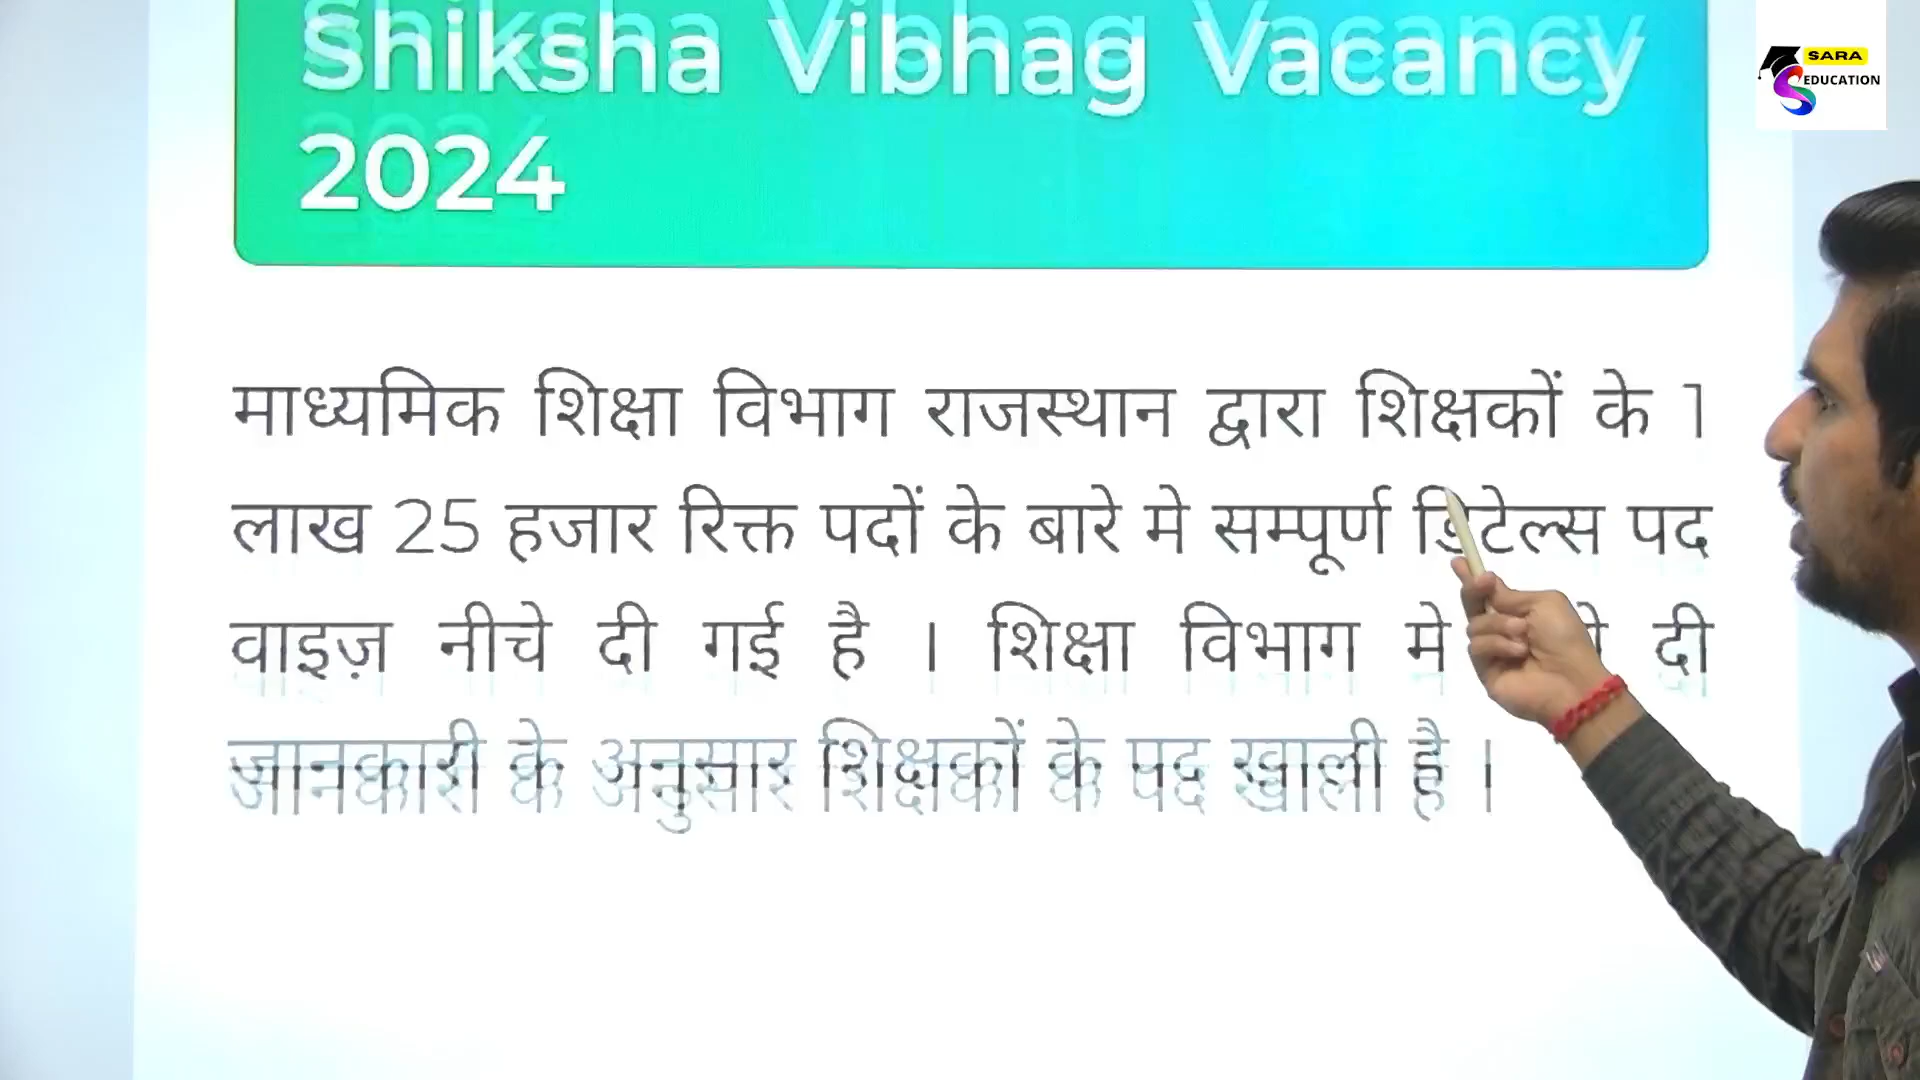 Shiksha Vibhag Vacancy
2024
SARA
EDUCATION
माध्यमिक शिक्षा विभाग राजस्थान द्वारा शिक्षकों के 1
लाख 25 हजार रिक्त पदों के बारे मे सम्पूर्ण डिटेल्स पद
वाइज़ नीचे दी गई है । शिक्षा विभाग मे दी
जानकारी के अनुसार शिक्षकों के पद खाली है ।